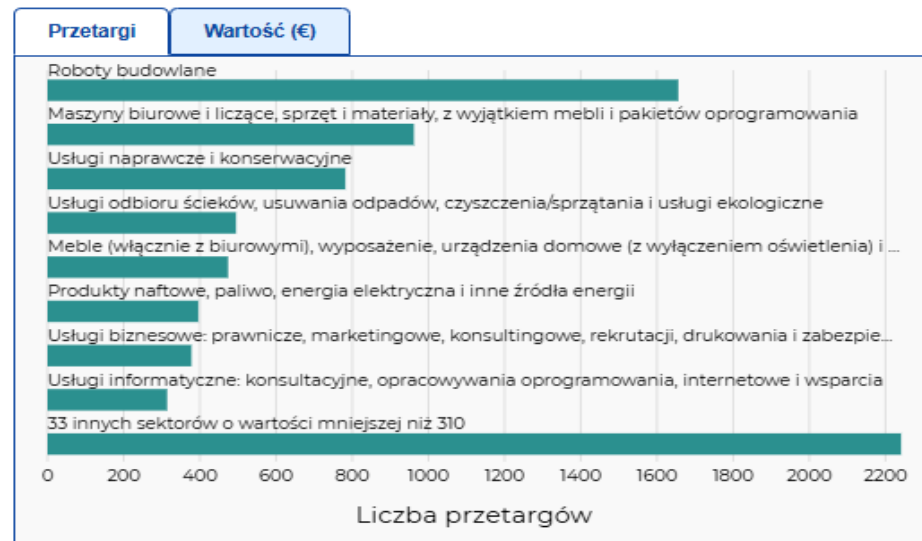 Przetargi
Wartość (€)
Roboty budowlane
Maszyny biurowe i liczące, sprzęt i materiały, z wyjątkiem mebli i pakietów oprogramowania
Usługi naprawcze i konserwacyjne
Usługi odbioru ścieków, usuwania odpadów, czyszczenia/sprzątania i usługi ekologiczne
Meble (włącznie z biurowymi), wyposażenie, urządzenia domowe (z wyłączeniem oświetlenia) i ...
Produkty naftowe, paliwo, energia elektryczna i inne źródła energii
Usługi biznesowe: prawnicze, marketingowe, konsultingowe, rekrutacji, drukowania i zabezpie...
Usługi informatyczne: konsultacyjne, opracowywania oprogramowania, internetowe i wsparcia
33 innych sektorów o wartości mniejszej niż 310
0 200 400 600 800 1000 1200 1400 1600 1800 2000 2200
Liczba przetargów